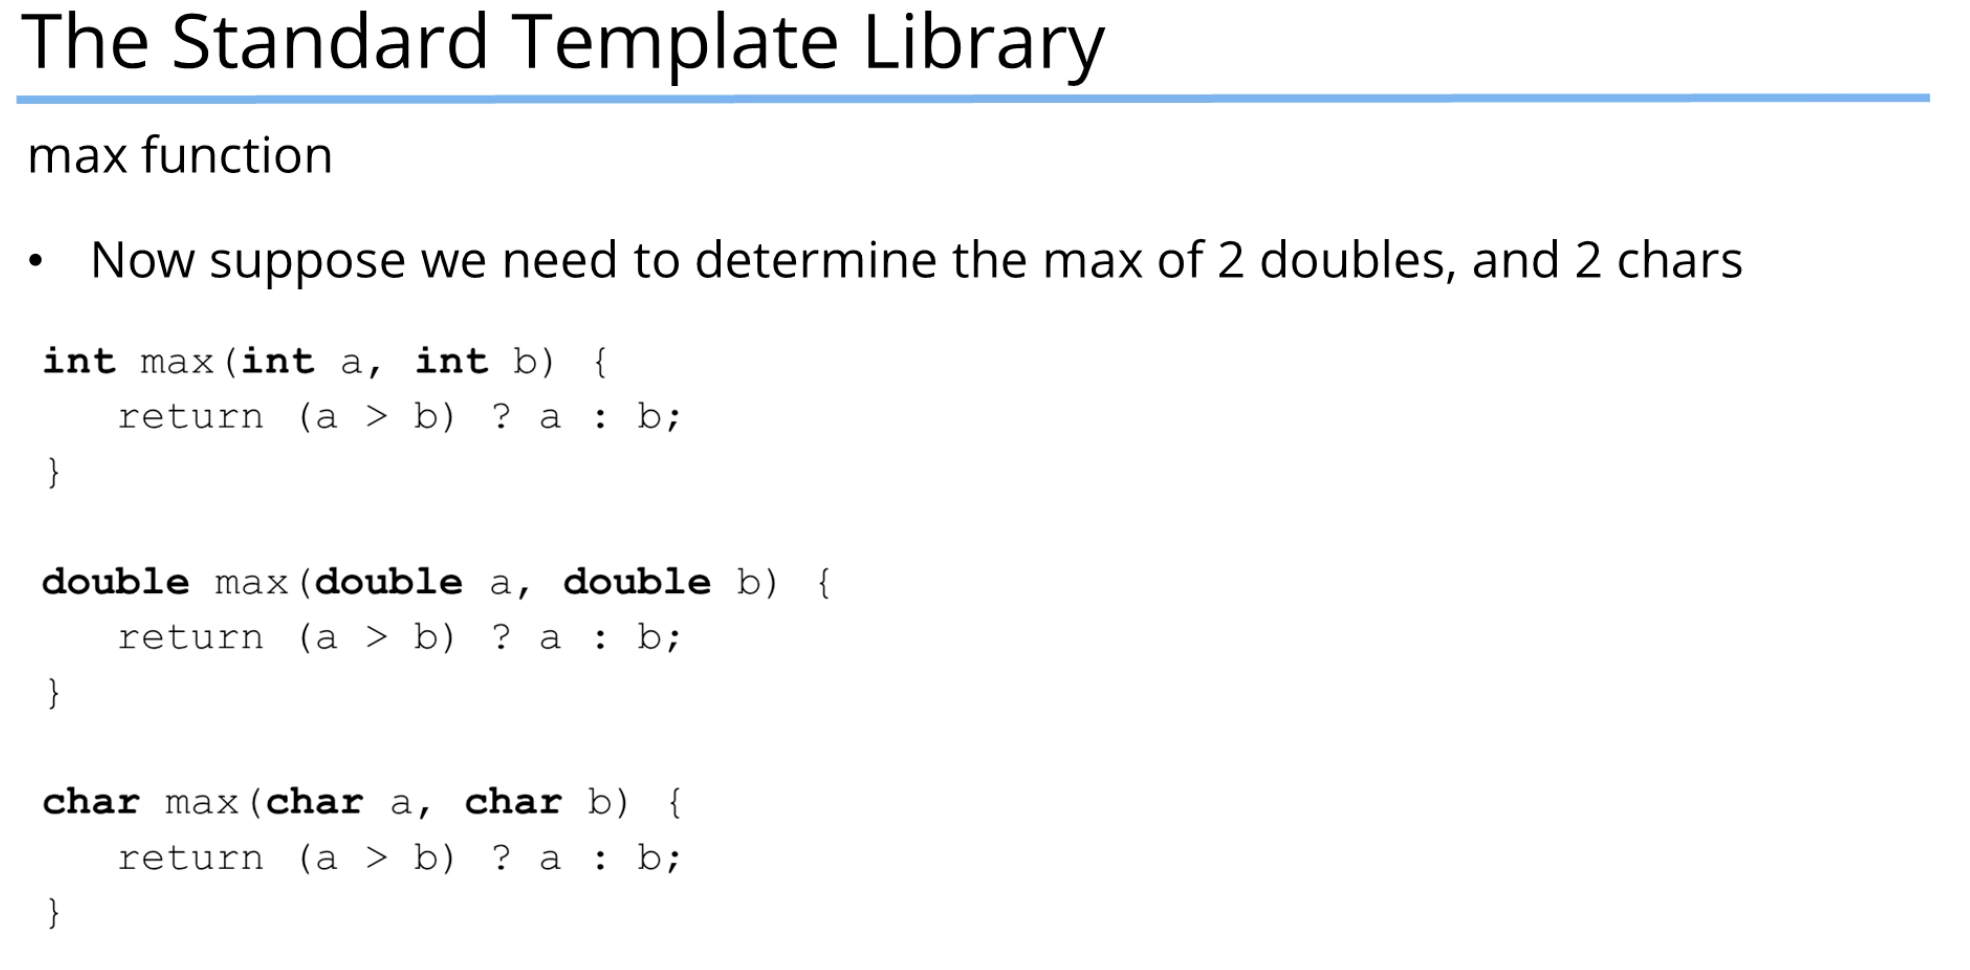 The Standard Template Library
max function
• Now suppose we need to determine the max of 2 doubles, and 2 chars
int max(int a, int b) {
return (a > b) ? a : b;
}
double max(double a, double b) {
return (a > b) ? a : b;
}
char max(char a, char b) {
return (a > b) ? a : b;
}